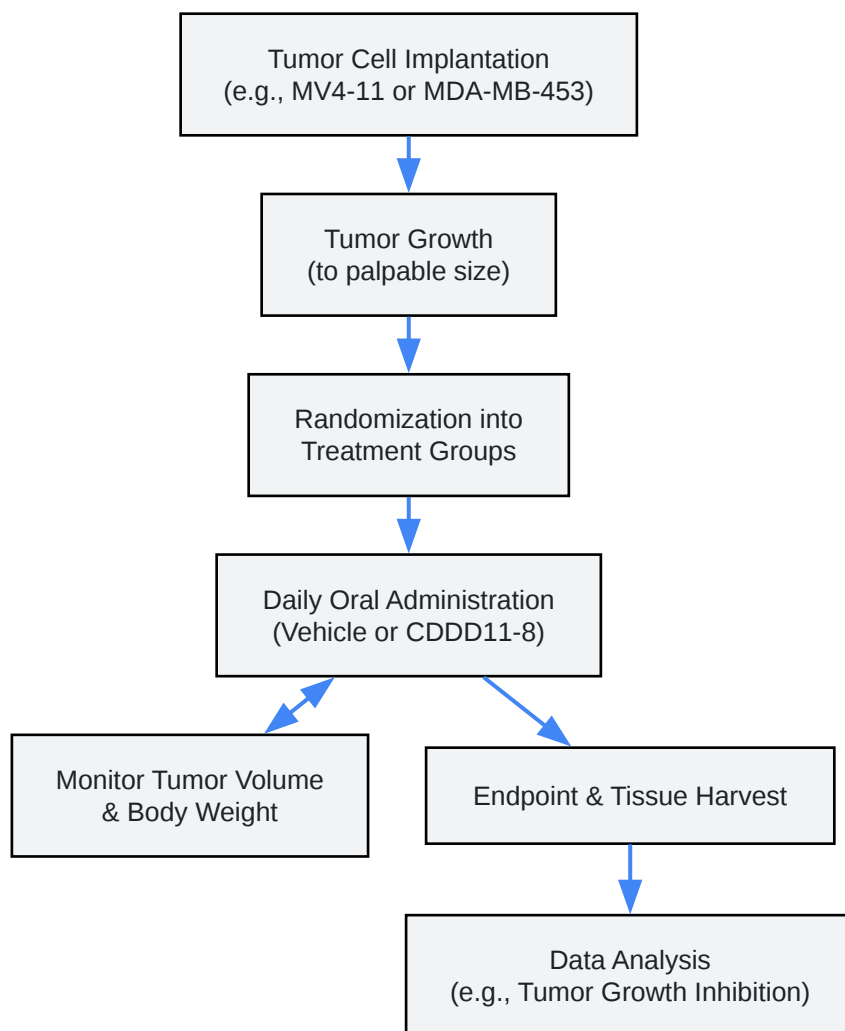 Tumor Cell Implantation
(e.g., MV4-11 or MDA-MB-453)
Tumor Growth
(to palpable size)
Randomization into
Treatment Groups
Daily Oral Administration
(Vehicle or CDDD11-8)
Monitor Tumor Volume
& Body Weight
Endpoint & Tissue Harvest
Data Analysis
(e.g., Tumor Growth Inhibition)